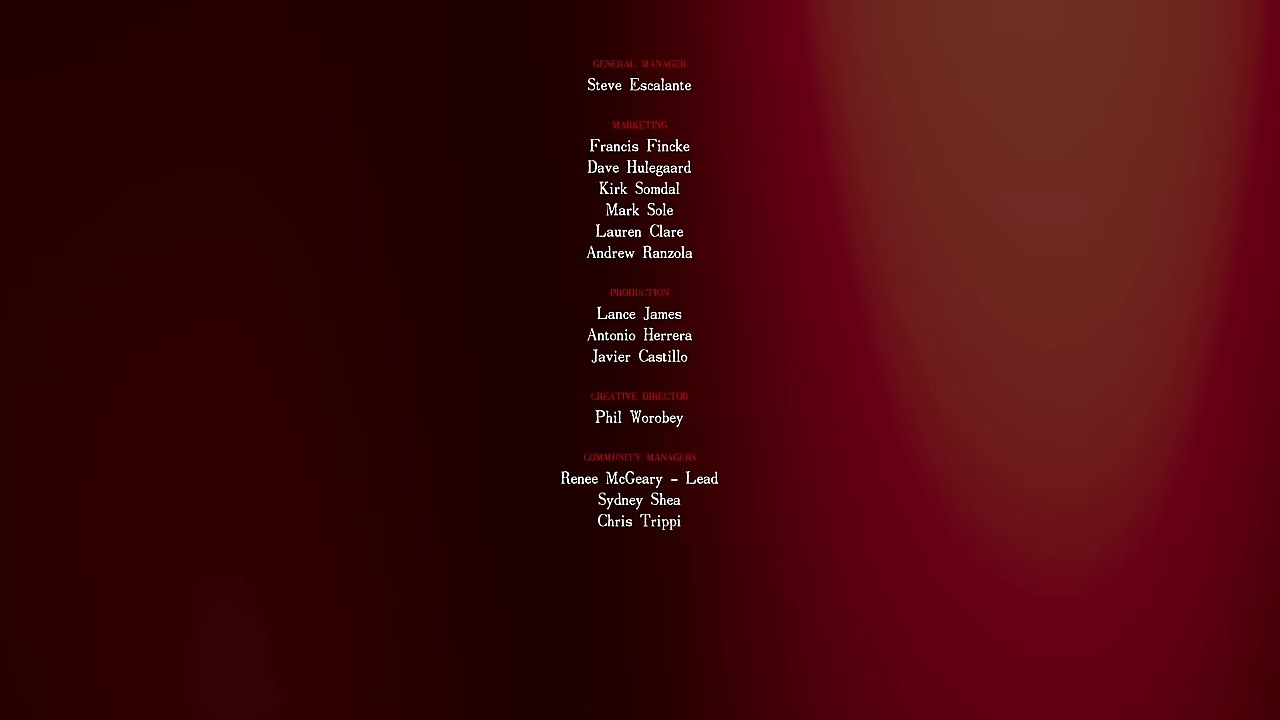 GENERAL MANAGER
Steve Escalante
MARKETING
Francis Fincke
Dave Hulegaard
Kirk Somdal
Mark Sole
Lauren Clare
Andrew Ranzola
PRODUCTION
Lance James
Antonio Herrera
Javier Castillo
CREATIVE DIRECTOR
Phil Worobey
COMMUNITY MANAGERS
Renee McGeary - Lead
Sydney Shea
Chris Trippi